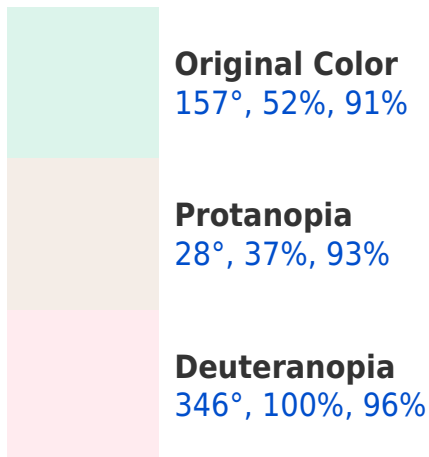 Original Color
157°, 52%, 91%
Protanopia
28°, 37%, 93%
Deuteranopia
346°, 100%, 96%